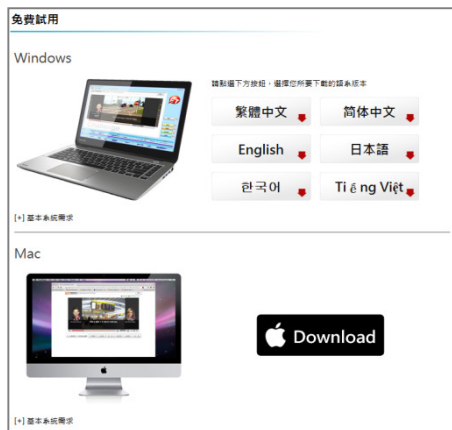 免費試用
Windows
請點選下方按鈕，選擇您所要下載的語系版本
繁體中文
简体中文
English
日本語
한국어
Tiếng Việt
[+] 基本系統需求
Mac
Download
[+] 基本系統需求